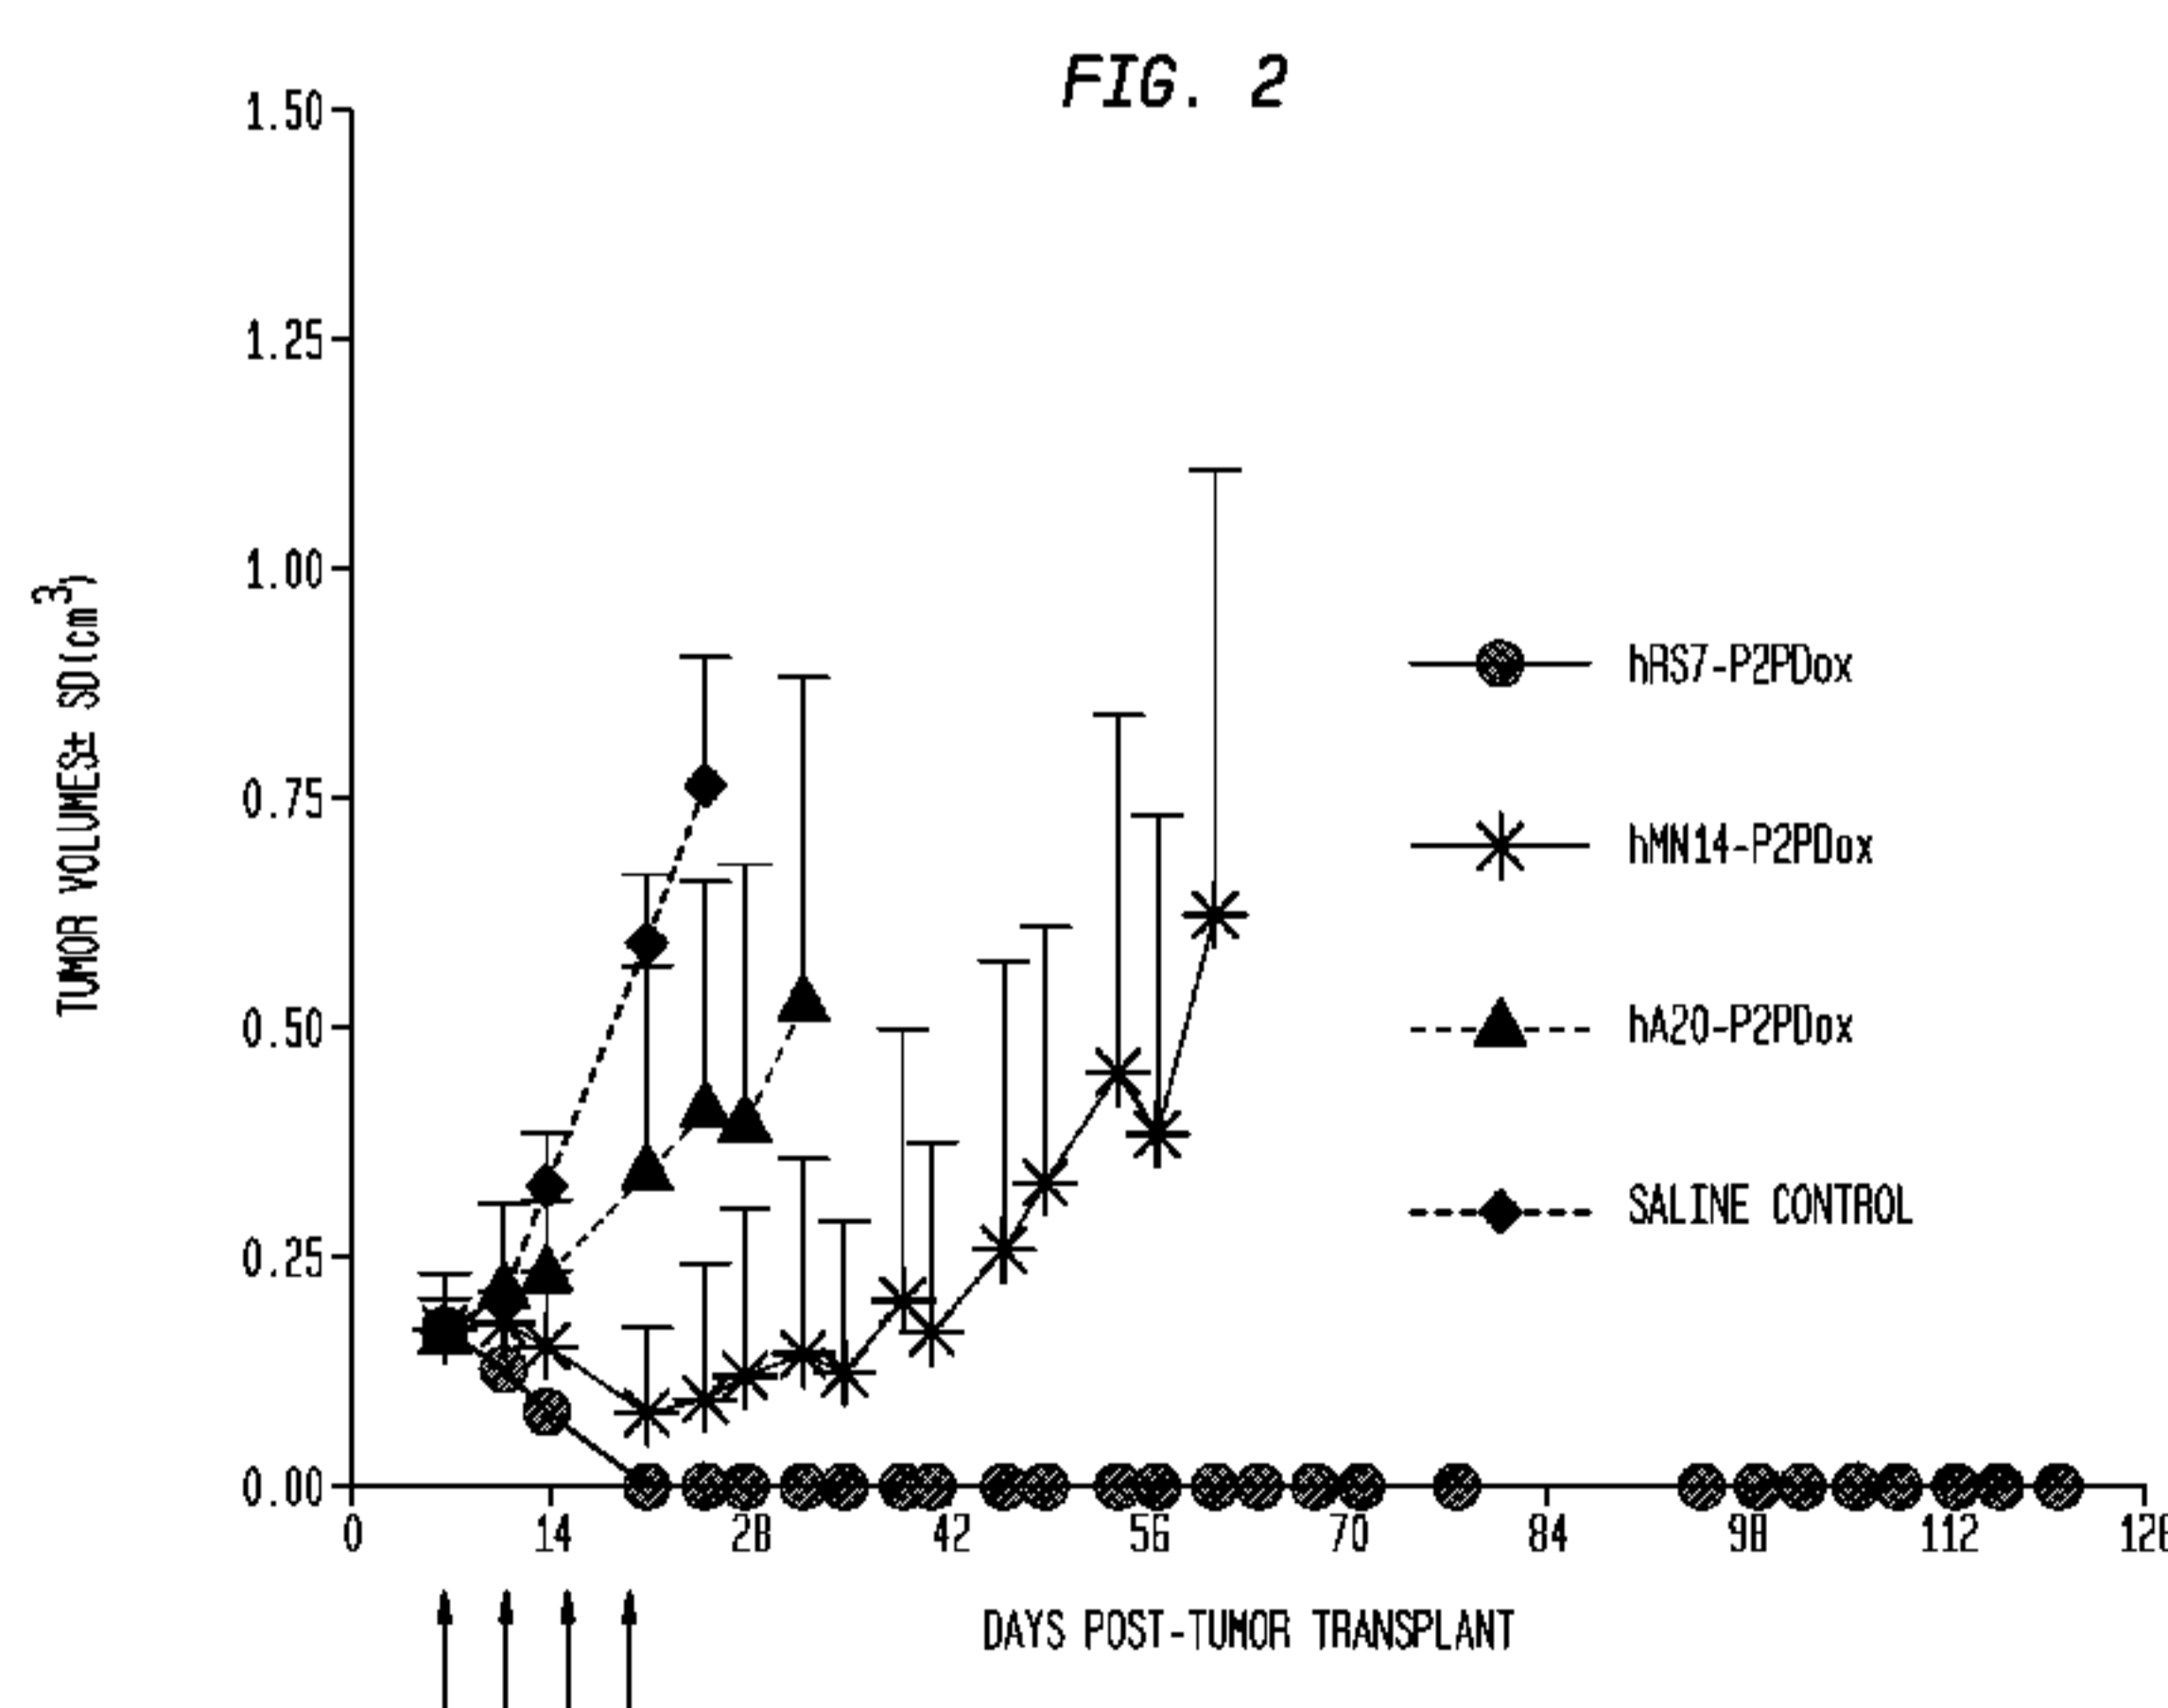 FIG. 2
1.50
1.25
1.00
0.75
0.50
0.25
0.00
TUMOR VOLUMES± SD(cm³)
hRS7-P2PDox
hMN14-P2PDox
hA20-P2PDox
SALINE CONTROL
0 14 28 42 56 70 84 98 112
DAYS POST-TUMOR TRANSPLANT